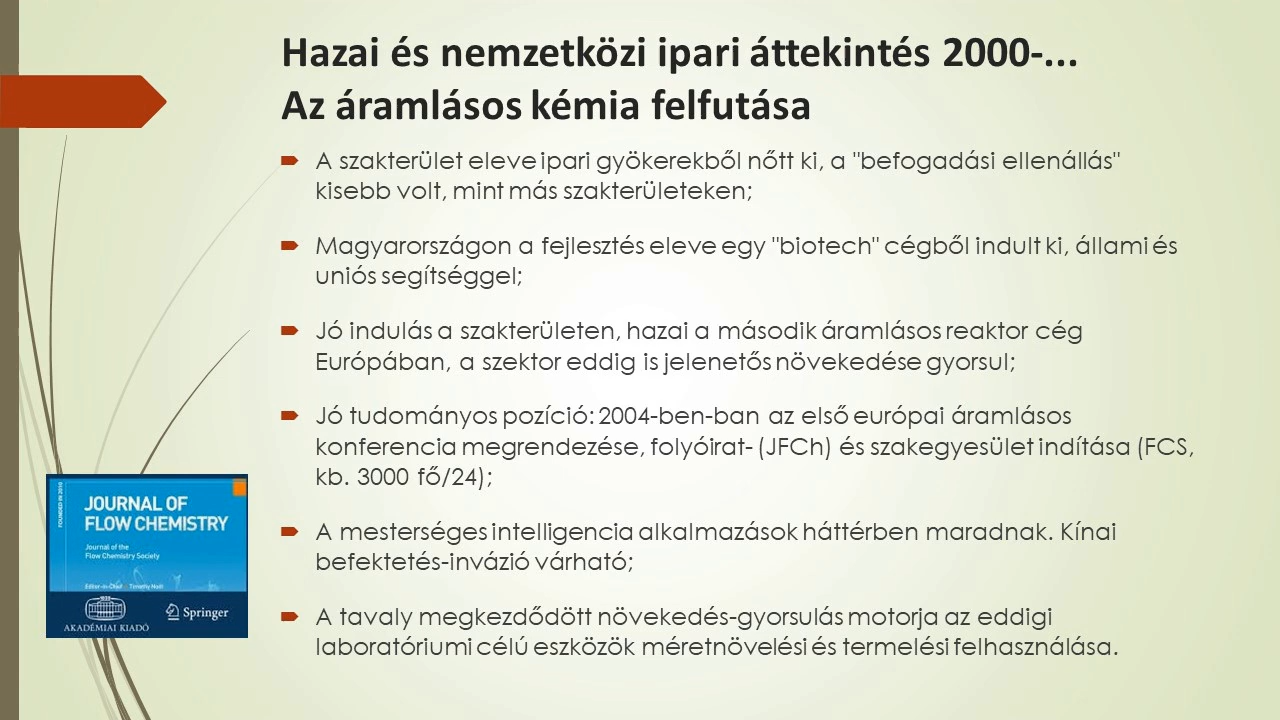 Hazai és nemzetközi ipari áttekintés 2000-...
Az áramlásos kémia felfutása
A szakterület eleve ipari gyökerekből nőtt ki, a "befogadási ellenállás"
kisebb volt, mint más szakterületeken;
Magyarországon a fejlesztés eleve egy "biotech" cégből indult ki, állami és
uniós segítséggel;
Jó indulás a szakterületen, hazai a második áramlásos reaktor cég
Európában, a szektor eddig is jelenetős növekedése gyorsul;
Jó tudományos pozíció: 2004-ben-ban az első európai áramlásos
konferencia megrendezése, folyóirat- (JFCh) és szakegyesület indítása (FCS,
kb. 3000 fő/24);
A mesterséges intelligencia alkalmazások háttérben maradnak. Kínai
befektetés-invázió várható;
A tavaly megkezdődött növekedés-gyorsulás motorja az eddigi
laboratóriumi célú eszközök méretnövelési és termelési felhasználása.
JOURNAL OF
FLOW CHEMISTRY
Journal of the
Flow Chemistry Society
Editor-in-Chief Timothy Noël
AKADÉMIAI KIADÓ
Springer